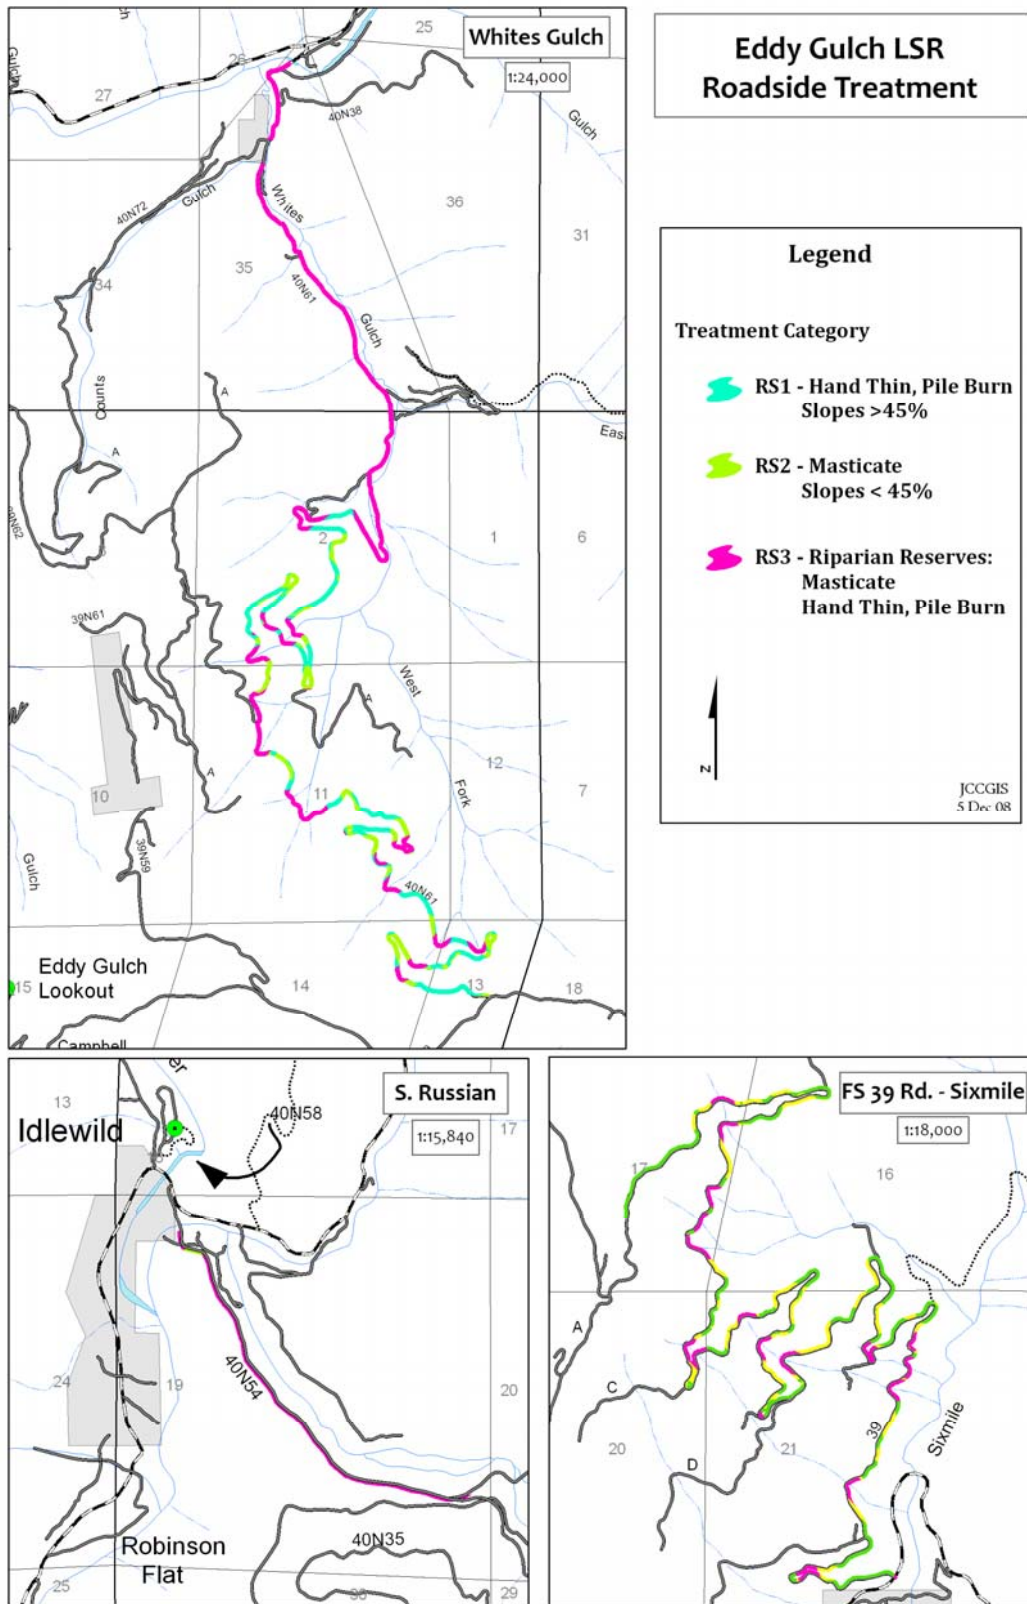 Eddy Gulch LSR
Roadside Treatment
Whites Gulch
1:24,000
25
26
27
Gulch
40N38
Gulch
40N72
Gulch
Whites
36
31
35
34
40N61
Gulch
Counts
A
A
East
2
1
6
39N61
West
A
12
7
A
10
11
Fork
39N59
Gulch
40N61
Eddy Gulch
Lookout
15
14
13
18
Campbell
Legend
Treatment Category
RS1 - Hand Thin, Pile Burn
Slopes >45%
RS2 - Masticate
Slopes < 45%
RS3 - Riparian Reserves:
Masticate
Hand Thin, Pile Burn
N
JCCGIS
5 Dec 08
S. Russian
1:15,840
er
13
Idlewild
40N58
17
24
19
40N54
20
Robinson
Flat
40N35
25
29
FS 39 Rd. - Sixmile
1:18,000
17
16
A
C
20
D
21
39
Sixmile